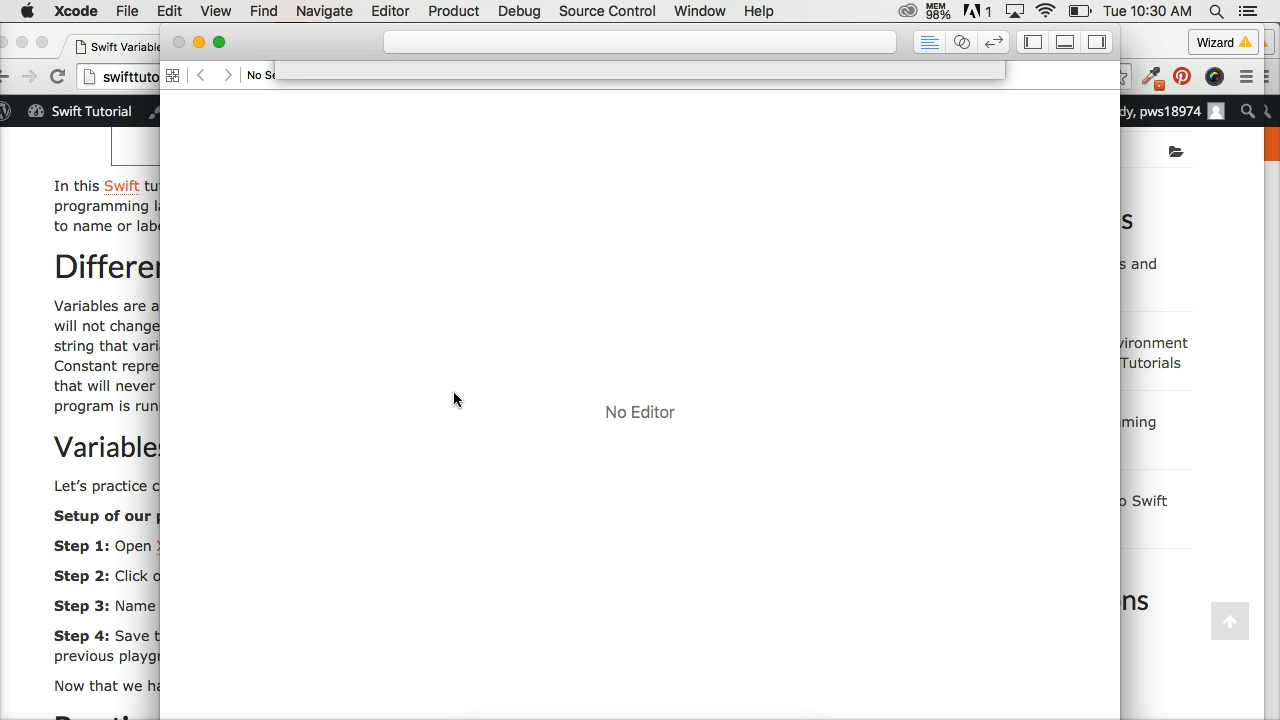 Xcode File Edit View Find Navigate Editor Product Debug Source Control Window Help MEM 98% 1 Tue 10:30 AM
Swift Variable
Wizard
swifttuto
No Se
Swift Tutorial
dy, pws18974
In this Swift tu
programming la
to name or labe
Differen
Variables are a
will not change
string that vari
Constant repre
that will never
program is run
Variables
Let's practice c
Setup of our p
Step 1: Open
Step 2: Click o
Step 3: Name
Step 4: Save t
previous playgr
Now that we ha
No Editor
s
s and
vironment
Tutorials
ming
o Swift
ns